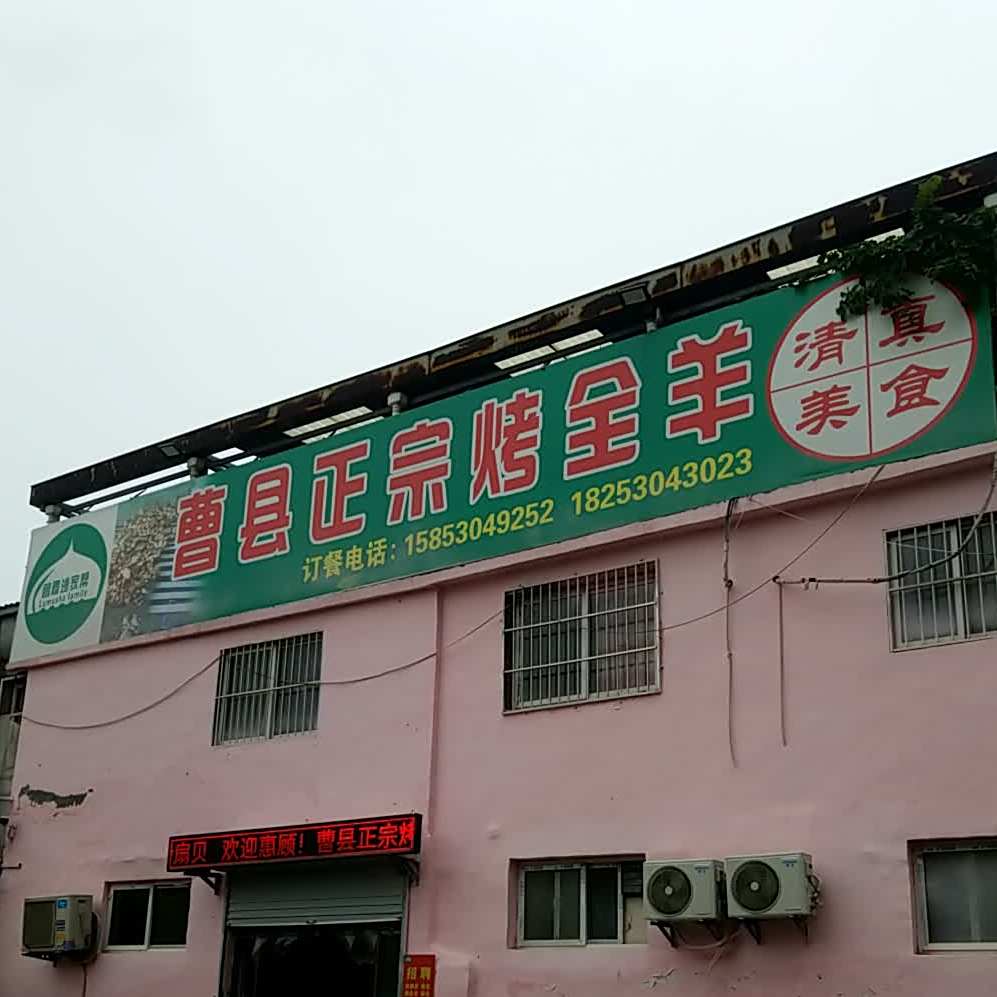 曹县正宗烤全羊
订餐电话：15853049252 18253043023
清真
美食
扇贝 欢迎惠顾！曹县正宗烤
招聘